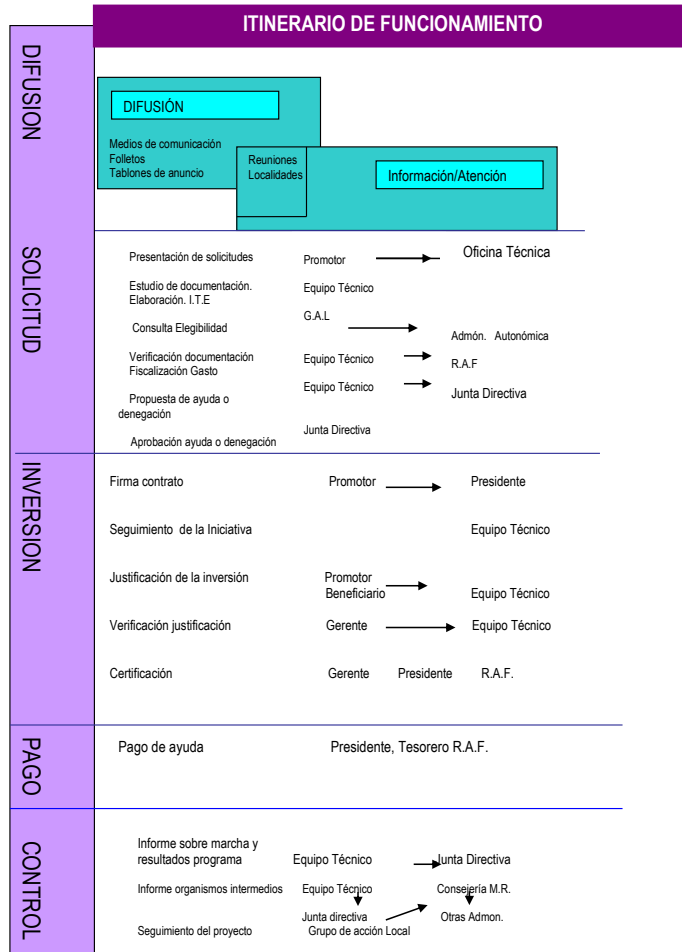 ITINERARIO DE FUNCIONAMIENTO
DIFUSION
DIFUSIÓN
Medios de comunicación
Folletos
Tablones de anuncio
Reuniones
Localidades
Información/Atención
SOLICITUD
Presentación de solicitudes Promotor Oficina Técnica
Estudio de documentación. Equipo Técnico
Elaboración. I.T.E
G.A.L
Consulta Elegibilidad Admón. Autonómica
Verificación documentación Equipo Técnico R.A.F
Fiscalización Gasto
Equipo Técnico Junta Directiva
Propuesta de ayuda o
denegación
Junta Directiva
Aprobación ayuda o denegación
INVERSION
Firma contrato Promotor Presidente
Seguimiento de la Iniciativa Equipo Técnico
Justificación de la inversión Promotor
Beneficiario Equipo Técnico
Verificación justificación Gerente Equipo Técnico
Certificación Gerente Presidente R.A.F.
PAGO
Pago de ayuda Presidente, Tesorero R.A.F.
CONTROL
Informe sobre marcha y
resultados programa Equipo Técnico Junta Directiva
Informe organismos intermedios Equipo Técnico Consejería M.R.
Junta directiva Otras Admon.
Seguimiento del proyecto Grupo de acción Local